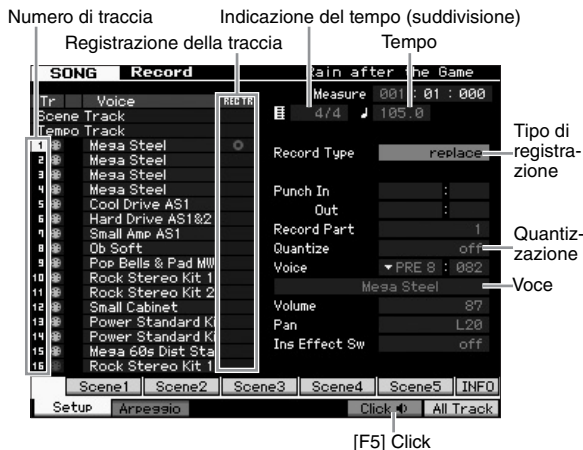 Numero di traccia
Indicazione del tempo (suddivisione)
Registrazione della traccia
Tempo
SONG Record Rain after the Game
Measure 001 : 01 : 000
4/4 105.0
Tr Voice REC TR
Scene Track
Tempo Track
1 Mega Steel
2 Mega Steel
3 Mega Steel
4 Mega Steel
5 Cool Drive AS1
6 Hard Drive AS1&2
7 Small Amp AS1
8 Ob Soft
9 Pop Bells & Pad MW
10 Rock Stereo Kit 1
11 Rock Stereo Kit 2
12 Small Cabinet
13 Power Standard Ki
14 Power Standard Ki
15 Mega 60s Dist Sta
16 Rock Stereo Kit 1
Record Type replace
Punch In :
Out :
Record Part 1
Quantize off
Voice PRE 8 : 082
Mega Steel
Volume 87
Pan L20
Ins Effect Sw off
Tipo di
registra-
zione
Quantiz-
zazione
Voce
Scene1 Scene2 Scene3 Scene4 Scene5 INFO
Setup Arpeggio Click All Track
[F5] Click